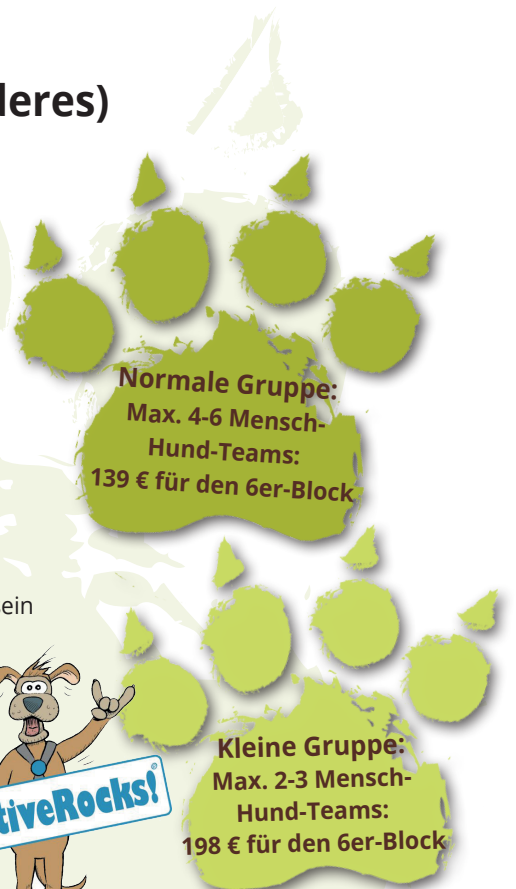 leres)
Normale Gruppe:
Max. 4-6 Mensch-
Hund-Teams:
139 € für den 6er-Block
ein
tiveRocks!
Kleine Gruppe:
Max. 2-3 Mensch-
Hund-Teams:
198 € für den 6er-Block